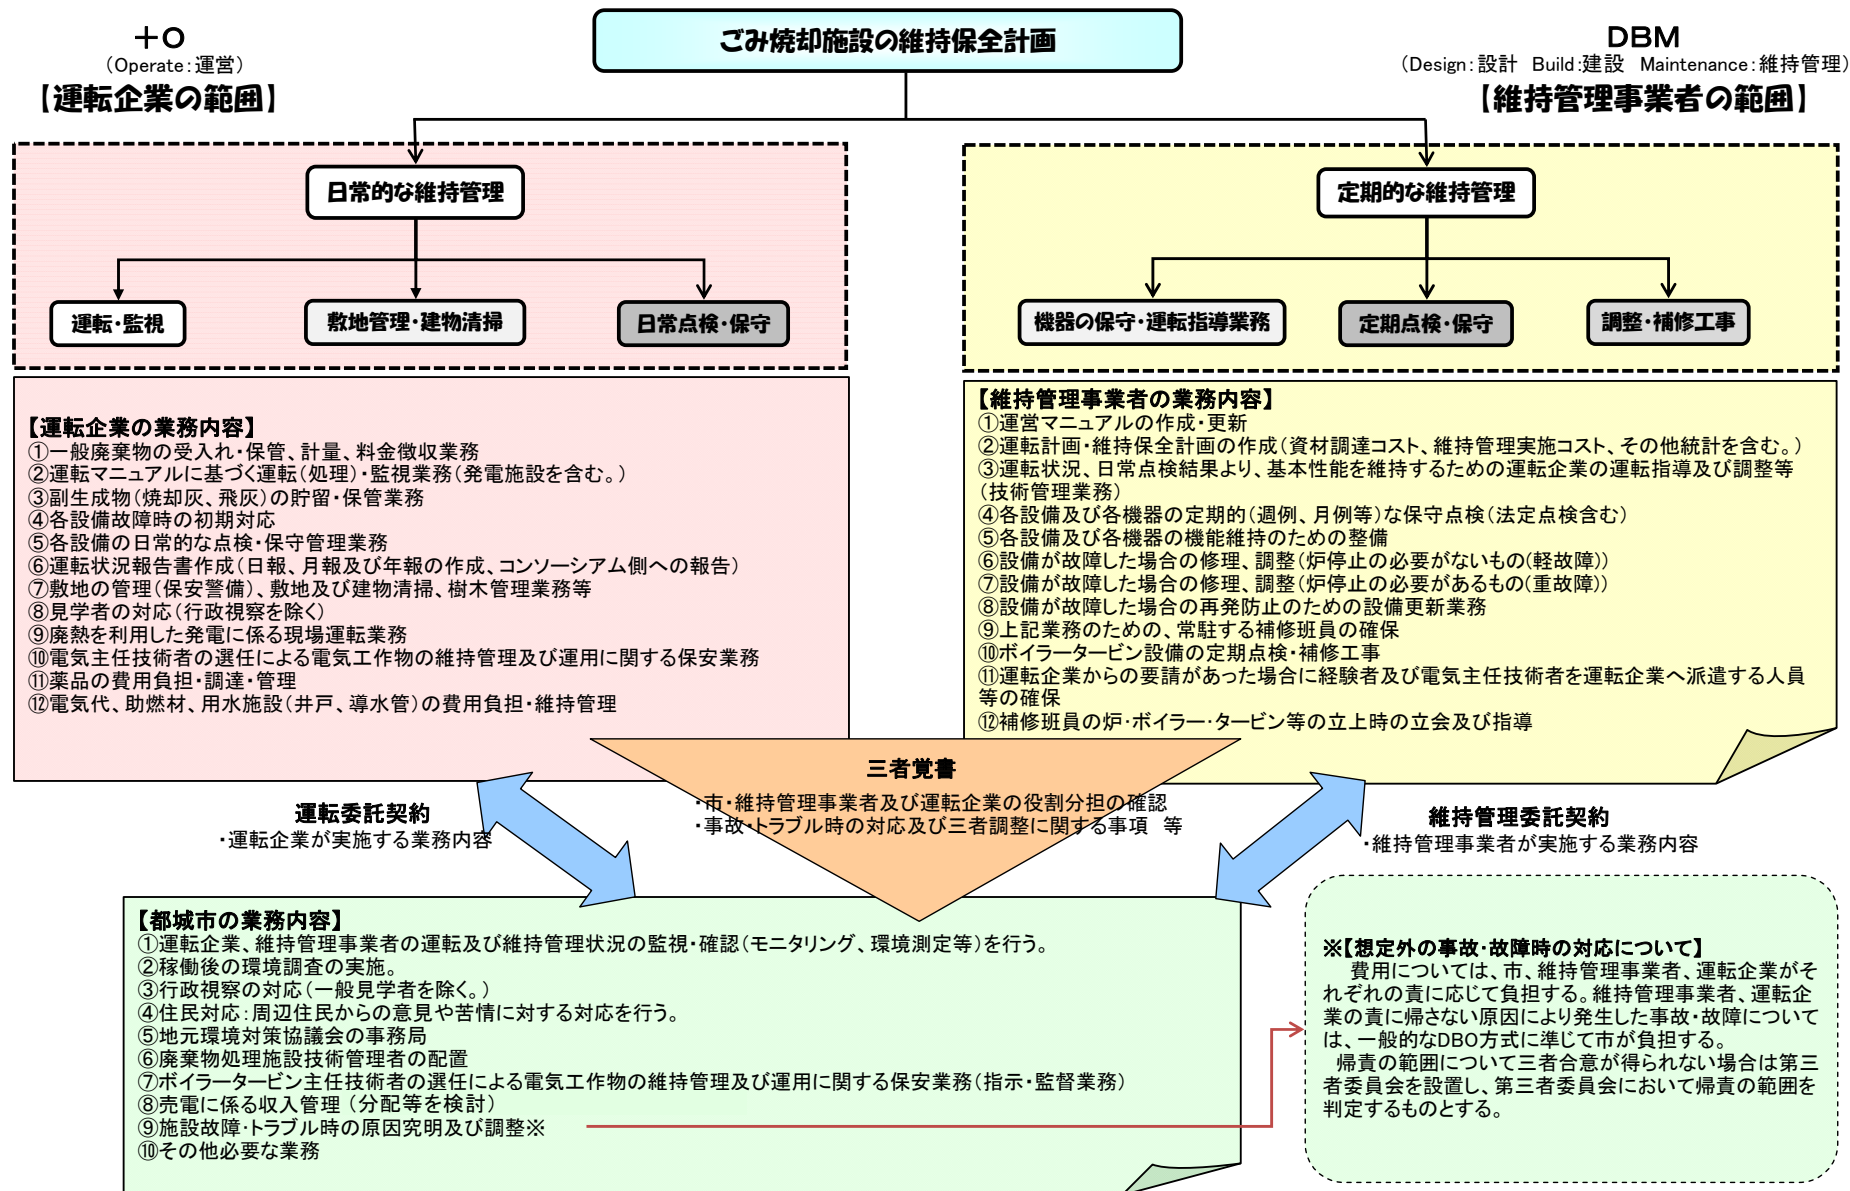 ごみ焼却施設の維持保全計画
＋O
（Operate：運営）
【運転企業の範囲】
DBM
（Design：設計　Build：建設　Maintenance：維持管理）
【維持管理事業者の範囲】
日常的な維持管理
運転・監視
敷地管理・建物清掃
日常点検・保守
定期的な維持管理
機器の保守・運転指導業務
定期点検・保守
調整・補修工事
【運転企業の業務内容】
①一般廃棄物の受入れ・保管、計量、料金徴収業務
②運転マニュアルに基づく運転（処理）・監視業務（発電施設を含む。）
③副生成物（焼却灰、飛灰）の貯留・保管業務
④各設備故障時の初期対応
⑤各設備の日常的な点検・保守管理業務
⑥運転状況報告書作成（日報、月報及び年報の作成、コンソーシアム側への報告）
⑦敷地の管理（保安警備）、敷地及び建物清掃、樹木管理業務等
⑧見学者の対応（行政視察を除く）
⑨廃熱を利用した発電に係る現場運転業務
⑩電気主任技術者の選任による電気工作物の維持管理及び運用に関する保安業務
⑪薬品の費用負担・調達・管理
⑫電気代、助燃材、用水施設（井戸、導水管）の費用負担・維持管理
【維持管理事業者の業務内容】
①運営マニュアルの作成・更新
②運転計画・維持保全計画の作成（資材調達コスト、維持管理実施コスト、その他統計を含む。）
③運転状況、日常点検結果より、基本性能を維持するための運転企業の運転指導及び調整等
（技術管理業務）
④各設備及び各機器の定期的（週例、月例等）な保守点検（法定点検含む）
⑤各設備及び各機器の機能維持のための整備
⑥設備が故障した場合の修理、調整（炉停止の必要がないもの（軽故障））
⑦設備が故障した場合の修理、調整（炉停止の必要があるもの（重故障））
⑧設備が故障した場合の再発防止のための設備更新業務
⑨上記業務のための、常駐する補修班員の確保
⑩ボイラータービン設備の定期点検・補修工事
⑪運転企業からの要請があった場合に経験者及び電気主任技術者を運転企業へ派遣する人員
等の確保
⑫補修班員の炉・ボイラー・タービン等の立上時の立会及び指導
三者覚書
・市・維持管理事業者及び運転企業の役割分担の確認
・事故・トラブル時の対応及び三者調整に関する事項　等
運転委託契約
・運転企業が実施する業務内容
維持管理委託契約
・維持管理事業者が実施する業務内容
【都城市の業務内容】
①運転企業、維持管理事業者の運転及び維持管理状況の監視・確認（モニタリング、環境測定等）を行う。
②稼働後の環境調査の実施。
③行政視察の対応（一般見学者を除く。）
④住民対応：周辺住民からの意見や苦情に対する対応を行う。
⑤地元環境対策協議会の事務局
⑥廃棄物処理施設技術管理者の配置
⑦ボイラータービン主任技術者の選任による電気工作物の維持管理及び運用に関する保安業務（指示・監督業務）
⑧売電に係る収入管理（分配等を検討）
⑨施設故障・トラブル時の原因究明及び調整※
⑩その他必要な業務
※【想定外の事故・故障時の対応について】
費用については、市、維持管理事業者、運転企業がそ
れぞれの責に応じて負担する。維持管理事業者、運転企
業の責に帰さない原因により発生した事故・故障について
は、一般的なDBO方式に準じて市が負担する。
帰責の範囲について三者合意が得られない場合は第三
者委員会を設置し、第三者委員会において帰責の範囲を
判定するものとする。